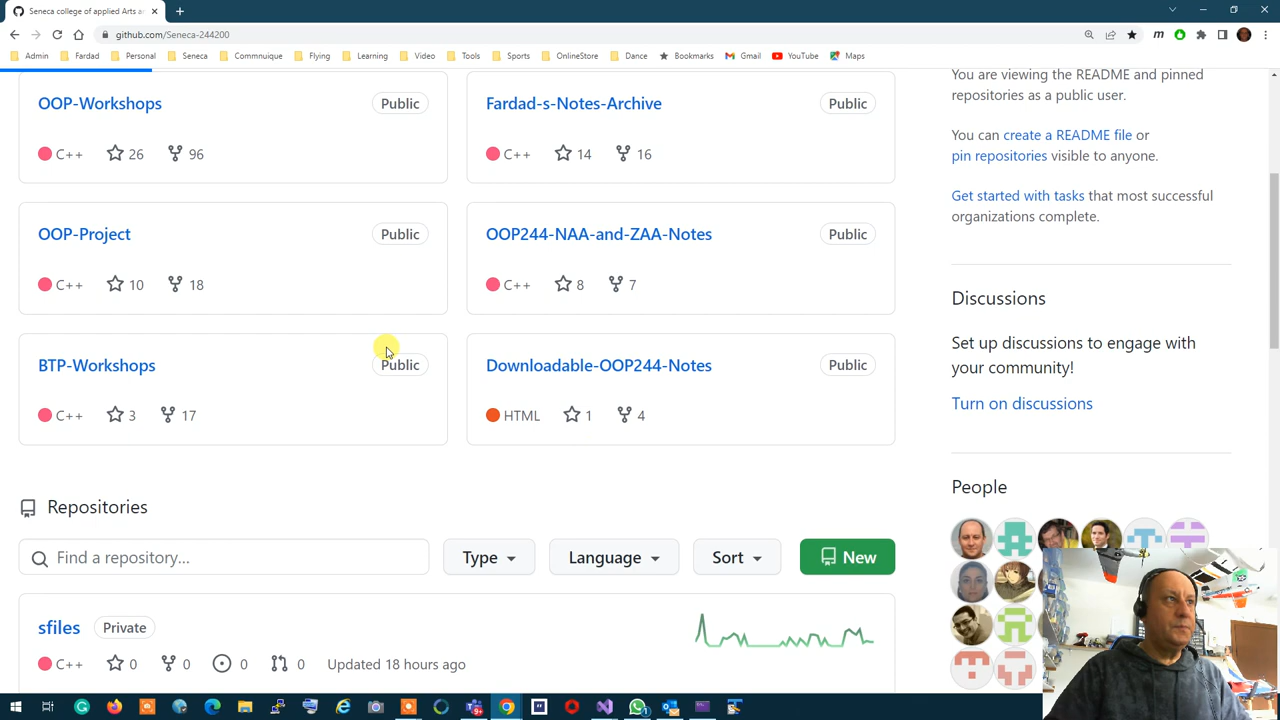 Seneca college of applied Arts ar
github.com/Seneca-244200
Admin Fardad Personal Seneca Commnuique Flying Learning Video Tools Sports OnlineStore Dance Bookmarks Gmail YouTube Maps
OOP-Workshops Public
C++ 26 96
Fardad-s-Notes-Archive Public
C++ 14 16
OOP-Project Public
C++ 10 18
OOP244-NAA-and-ZAA-Notes Public
C++ 8 7
BTP-Workshops Public
C++ 3 17
Downloadable-OOP244-Notes Public
HTML 1 4
Repositories
Find a repository... Type Language Sort New
sfiles Private
C++ 0 0 0 0 Updated 18 hours ago
You are viewing the README and pinned
repositories as a public user.
You can create a README file or
pin repositories visible to anyone.
Get started with tasks that most successful
organizations complete.
Discussions
Set up discussions to engage with
your community!
Turn on discussions
People